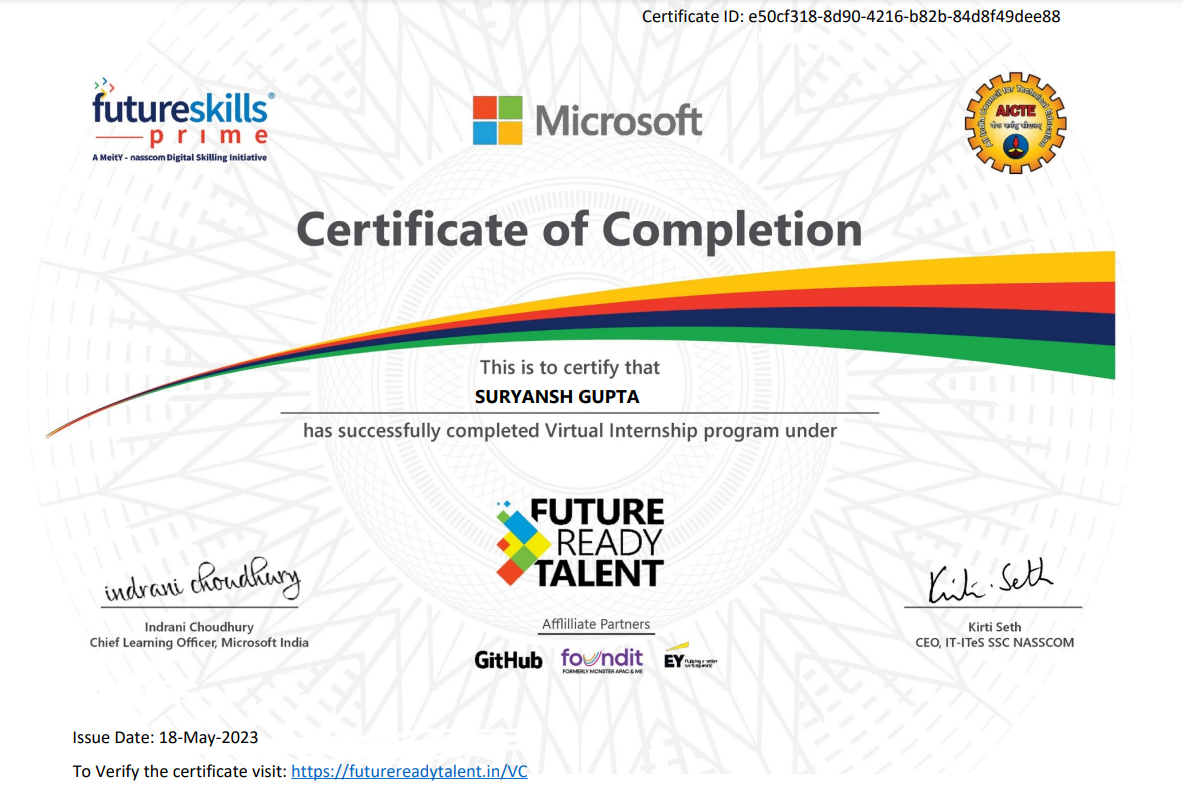 Certificate ID: e50cf318-8d90-4216-b82b-84d8f49dee88
futureskills®
prime
A MeitY - nasscom Digital Skilling Initiative
Microsoft
All India Council for Technical Education
AICTE
Certificate of Completion
This is to certify that
SURYANSH GUPTA
has successfully completed Virtual Internship program under
FUTURE
READY
TALENT
indrani choudhury
Indrani Choudhury
Chief Learning Officer, Microsoft India
Kirti Seth
Kirti Seth
CEO, IT-ITeS SSC NASSCOM
Affilliate Partners
GitHub
foundit
FORMERLY MONSTER APAC & ME
EY
Building a better
working world
Issue Date: 18-May-2023
To Verify the certificate visit: https://futurereadytalent.in/VC